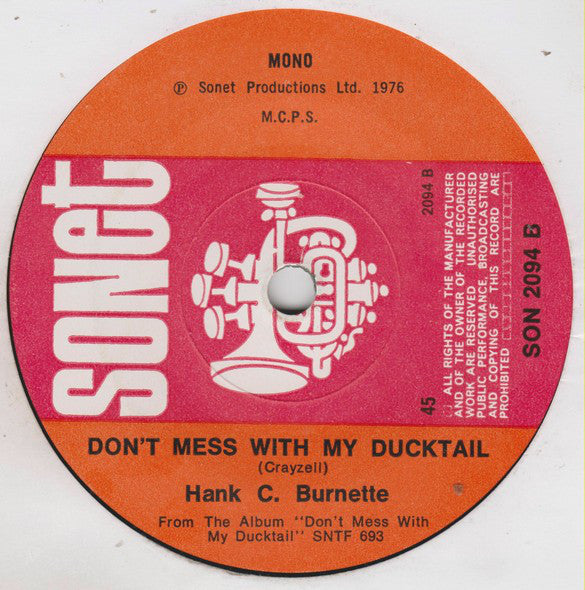 MONO
℗ Sonet Productions Ltd. 1976
M.C.P.S.
sonet
2094 B
45
ALL RIGHTS OF THE MANUFACTURER
AND OF THE OWNER OF THE RECORDED
WORK ARE RESERVED UNAUTHORISED
PUBLIC PERFORMANCE, BROADCASTING
AND COPYING OF THIS RECORD ARE
PROHIBITED
SON 2094 B
DON'T MESS WITH MY DUCKTAIL
(Crayzell)
Hank C. Burnette
From The Album "Don't Mess With
My Ducktail" SNTF 693